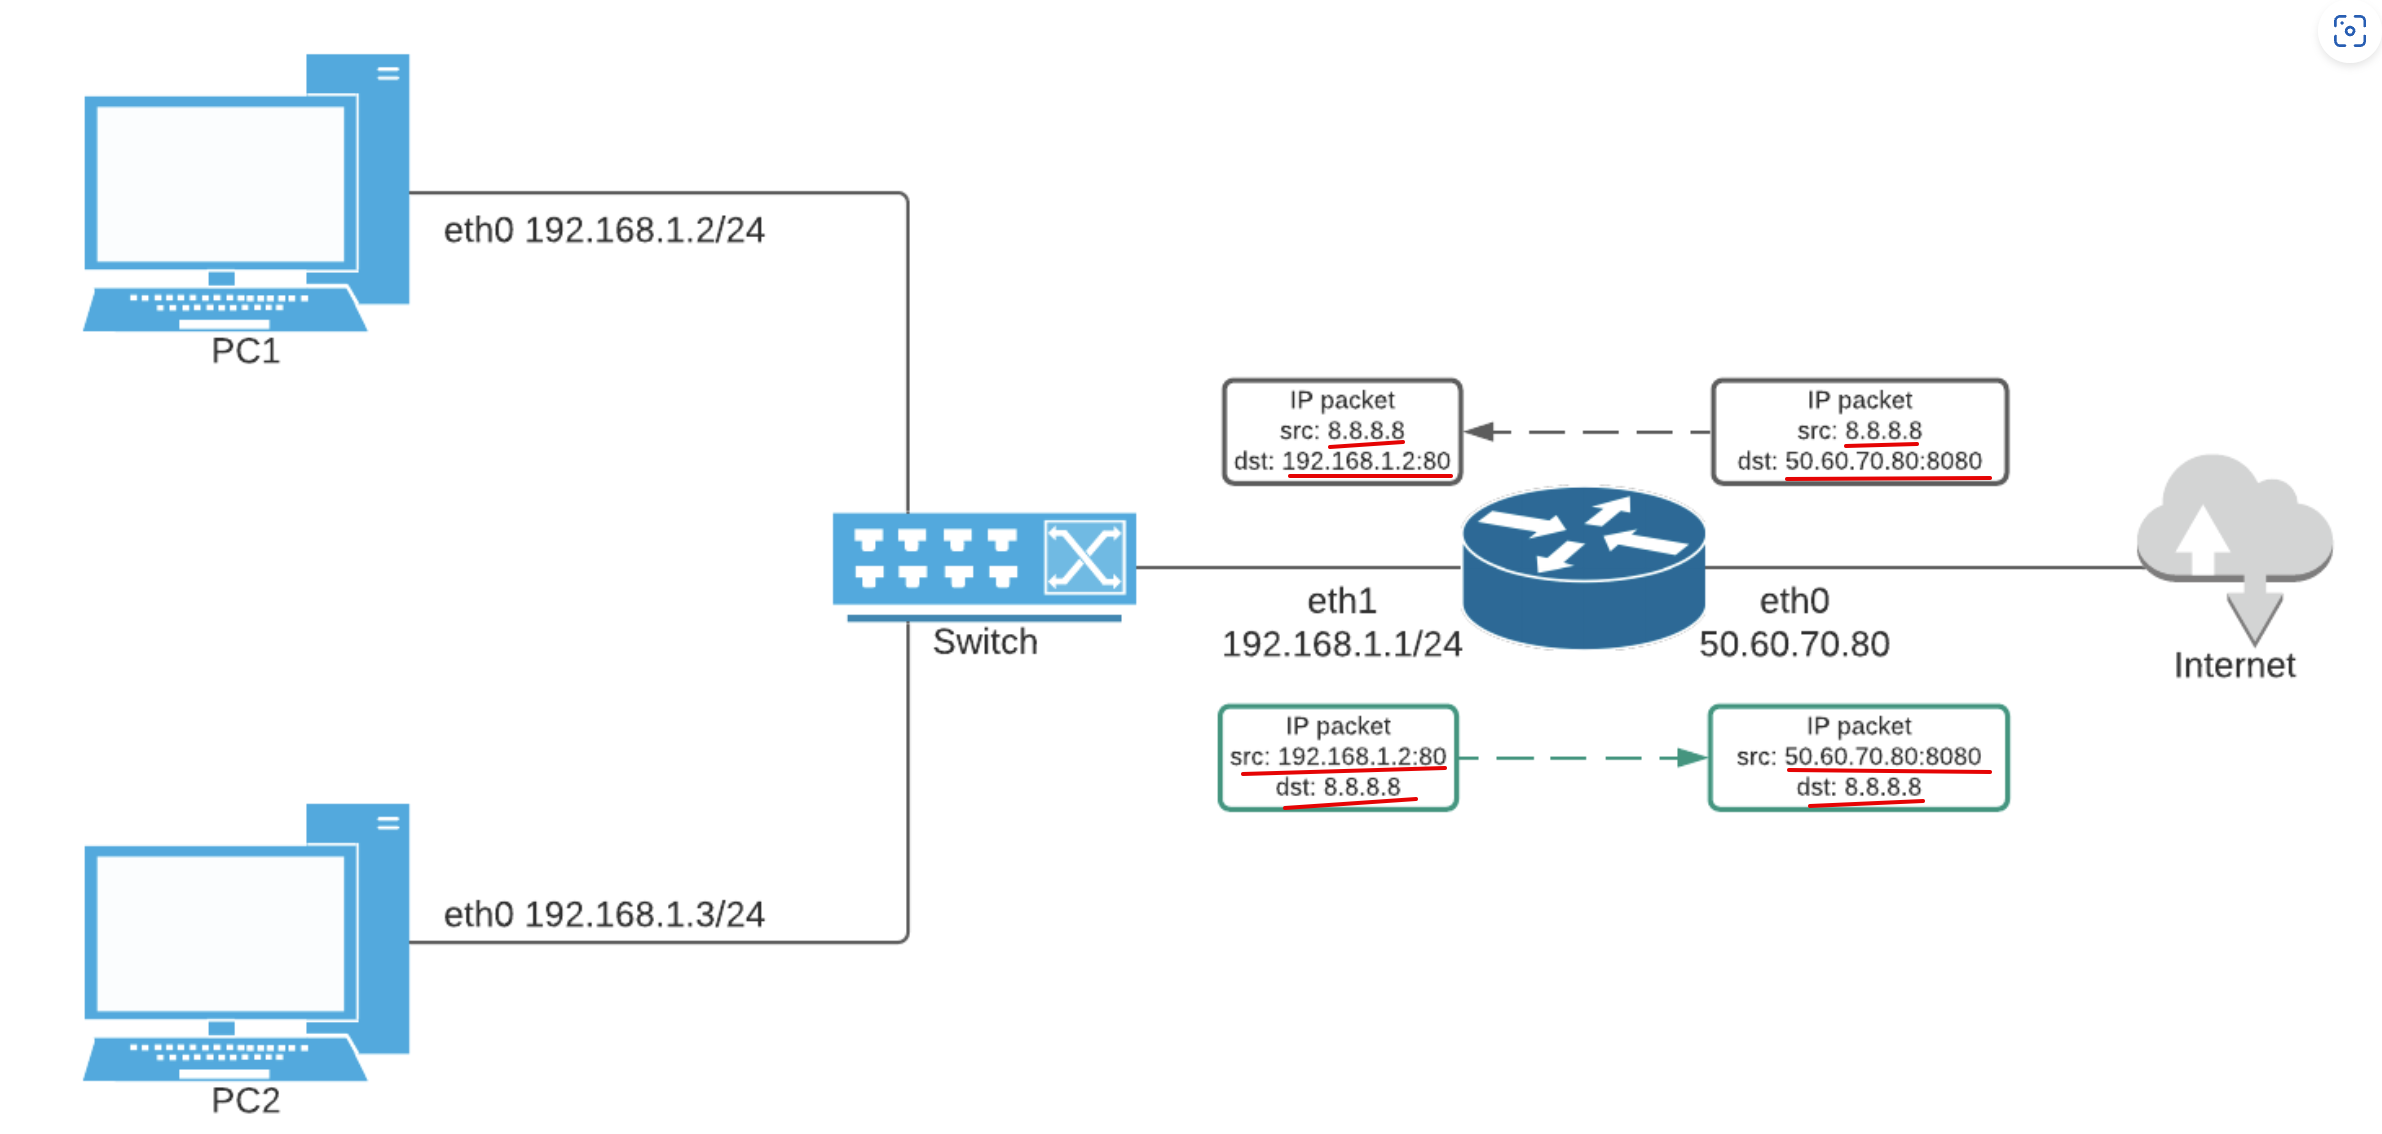 eth0 192.168.1.2/24
PC1
IP packet
src: 8.8.8.8
dst: 192.168.1.2:80
IP packet
src: 8.8.8.8
dst: 50.60.70.80:8080
Switch
eth1
192.168.1.1/24
eth0
50.60.70.80
Internet
IP packet
src: 192.168.1.2:80
dst: 8.8.8.8
IP packet
src: 50.60.70.80:8080
dst: 8.8.8.8
eth0 192.168.1.3/24
PC2